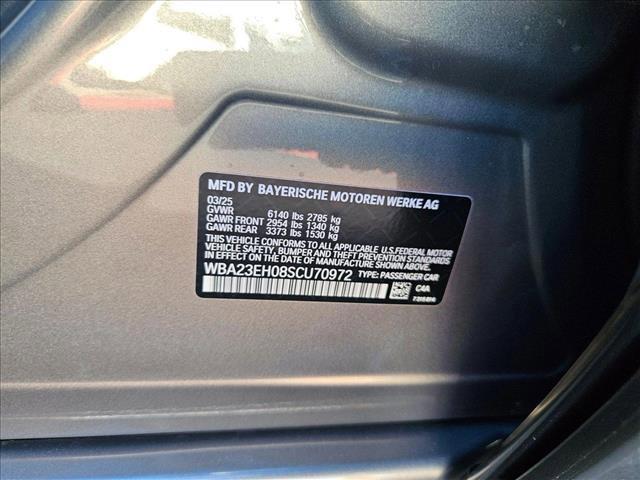 MFD BY BAYERISCHE MOTOREN WERKE AG
03/25
GVWR 6140 lbs 2785 kg
GAWR FRONT 2954 lbs 1340 kg
GAWR REAR 3373 lbs 1530 kg
THIS CAR CONFORMS TO ALL APPLICABLE U.S.FEDERAL MOTOR
VEHICLE SAFETY, BUMPER, AND THEFT PREVENTION
STANDARDS IN EFFECT ON THE DATE OF MANUFACTURE SHOWN ABOVE.
WBA23EH08SCU70972 TYPE: PASSENGER CAR
C4A